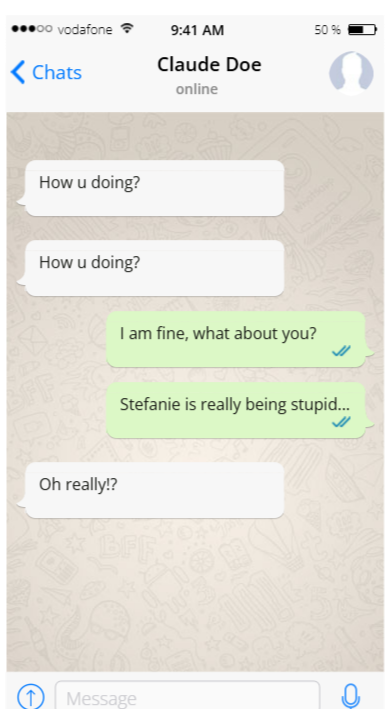 vodafone 9:41 AM 50 %
Chats Claude Doe
online
How u doing?
How u doing?
I am fine, what about you?
Stefanie is really being stupid...
Oh really!?
BFF
Message